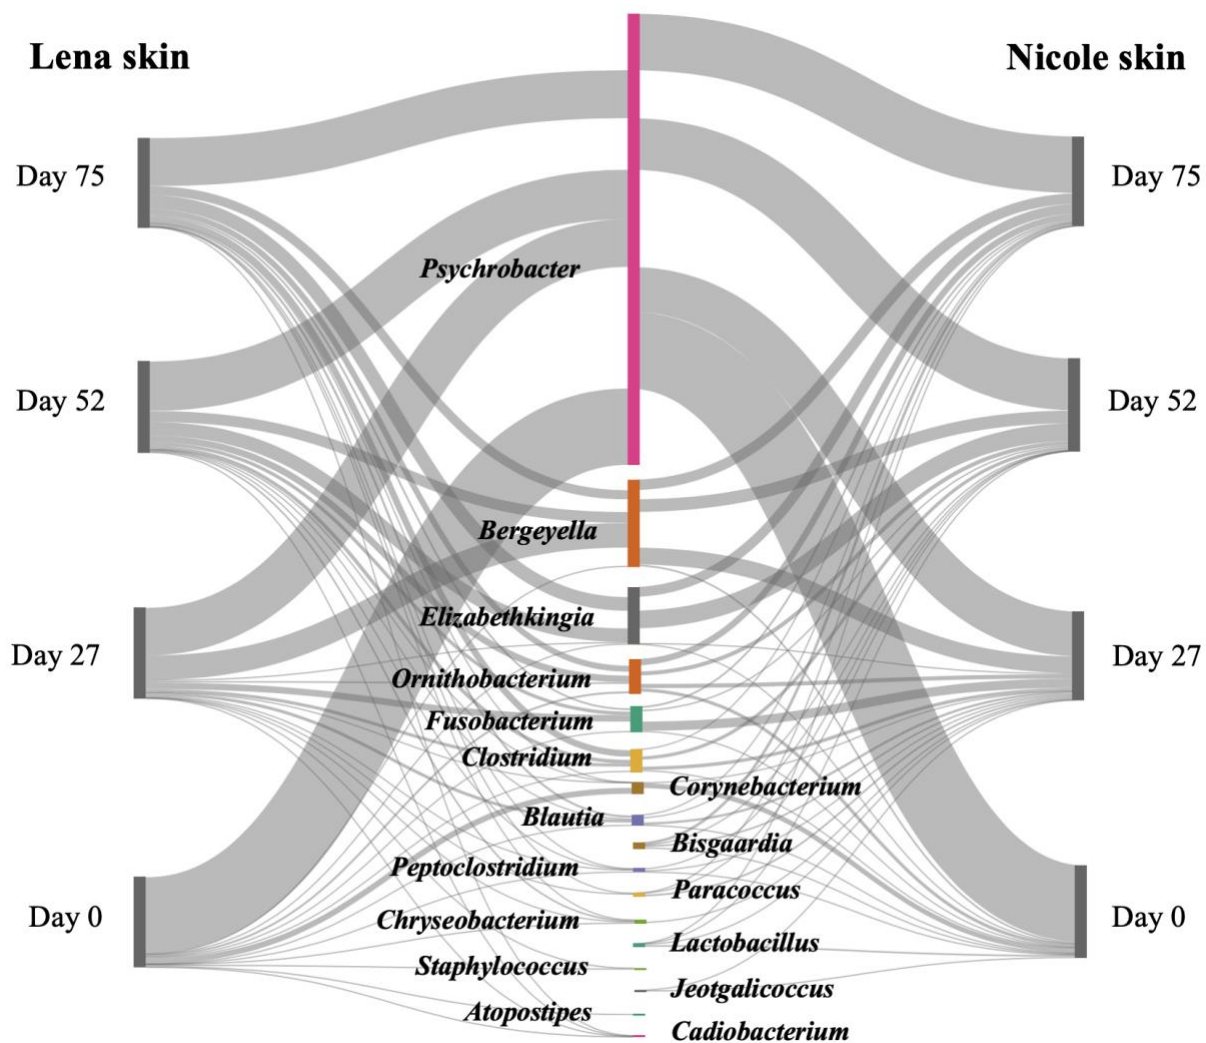 Lena skin
Nicole skin
Day 75
Day 75
Psychrobacter
Day 52
Day 52
Bergeyella
Elizabethkingia
Day 27
Day 27
Ornithobacterium
Fusobacterium
Clostridium
Corynebacterium
Blautia
Bisgaardia
Peptoclostridium
Paracoccus
Day 0
Day 0
Chryseobacterium
Lactobacillus
Staphylococcus
Jeotgalicoccus
Atopostipes
Cadiobacterium